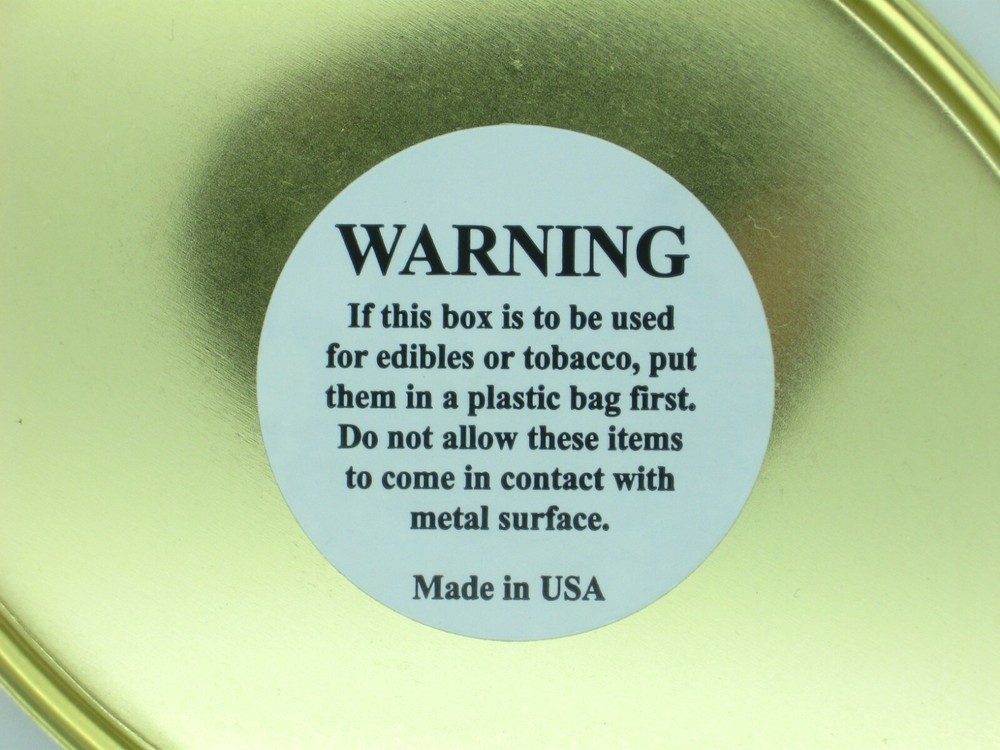 WARNING
If this box is to be used
for edibles or tobacco, put
them in a plastic bag first.
Do not allow these items
to come in contact with
metal surface.
Made in USA